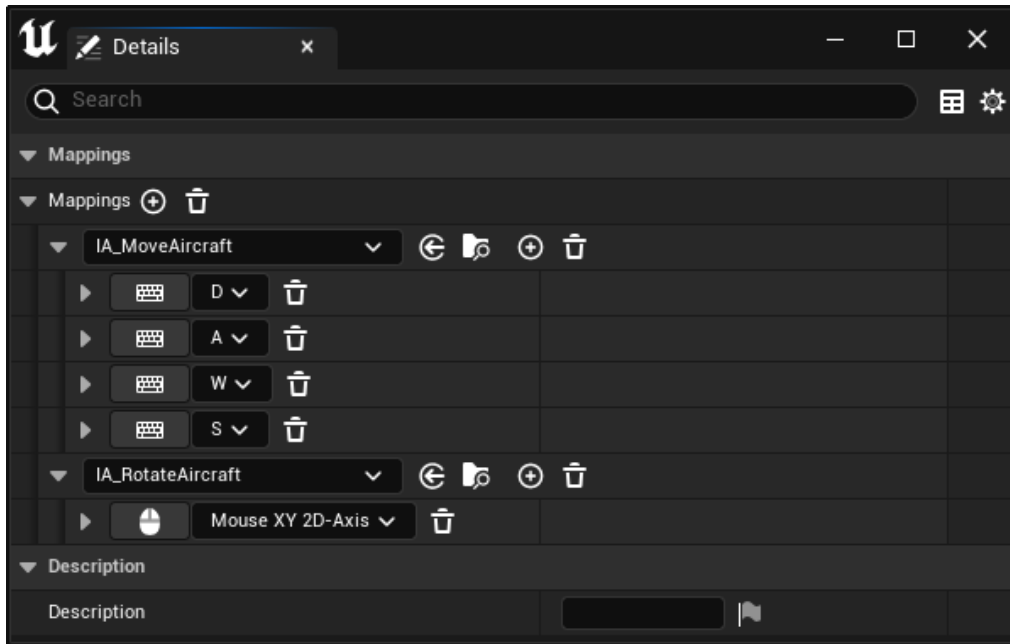 Details
Search
Mappings
Mappings
IA_MoveAircraft
D
A
W
S
IA_RotateAircraft
Mouse XY 2D-Axis
Description
Description